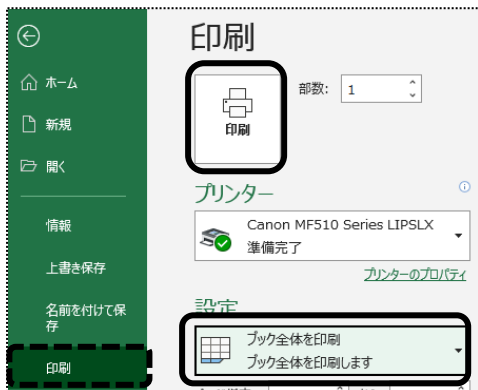 印刷
ホーム
新規
開く
情報
上書き保存
名前を付けて保
存
印刷
部数: 1
印刷
プリンター
Canon MF510 Series LIPSLX
準備完了
プリンターのプロパティ
設定
ブック全体を印刷
ブック全体を印刷します